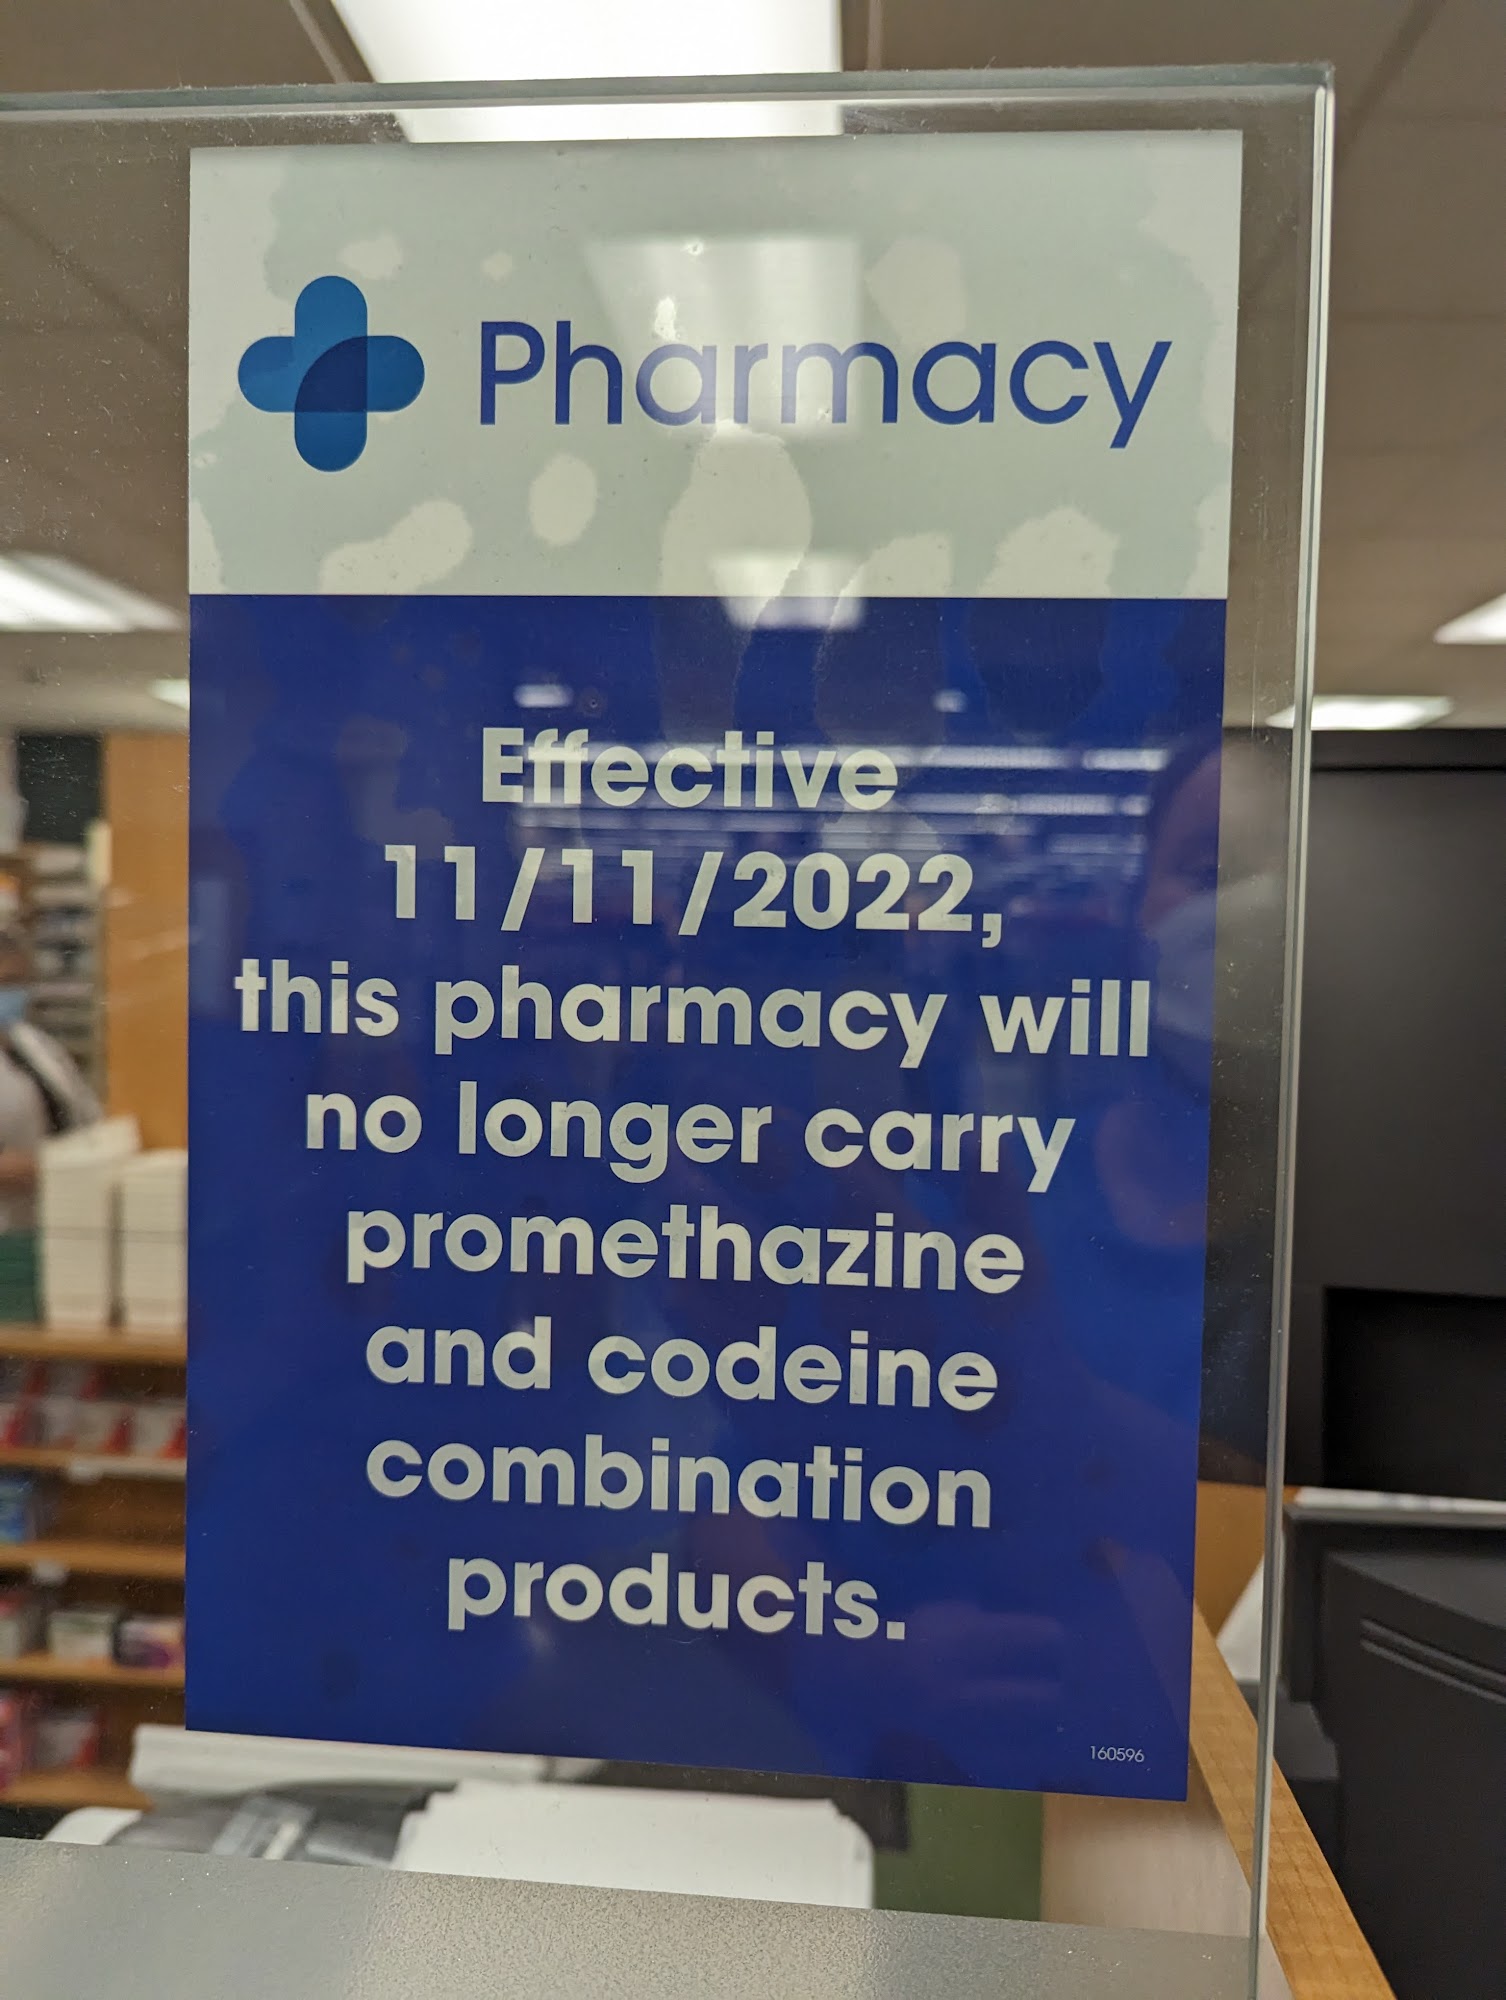 Pharmacy
Effective
11/11/2022,
this pharmacy will
no longer carry
promethazine
and codeine
combination
products.
160596